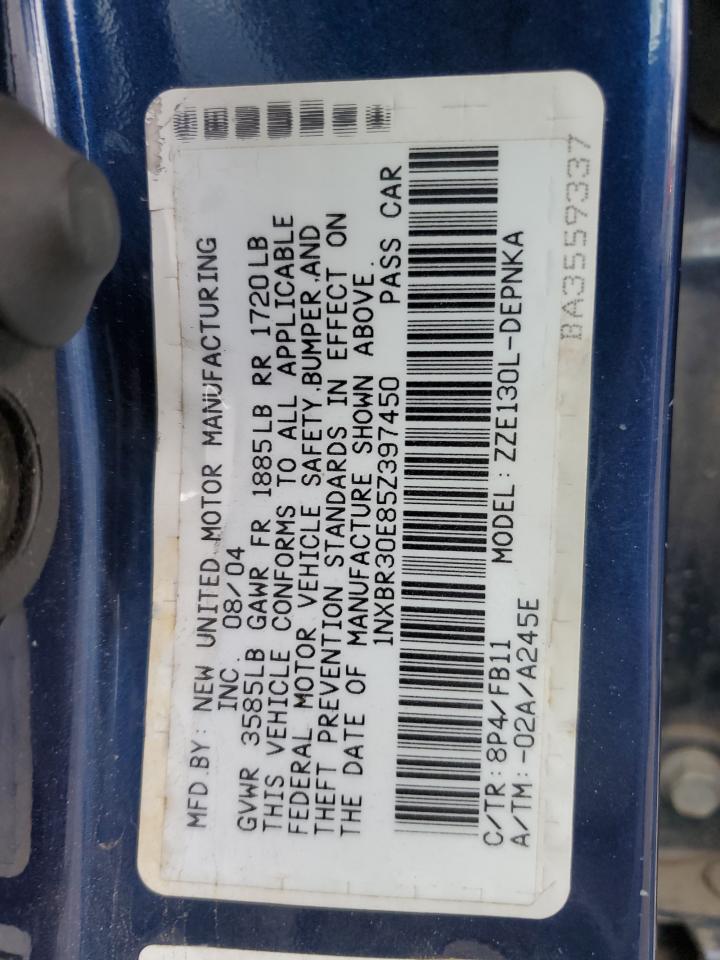 MFD.BY: NEW UNITED MOTOR MANUFACTURING
INC. 08/04
GVWR 3585LB GAWR FR 1885LB RR 1720LB
THIS VEHICLE CONFORMS TO ALL APPLICABLE
FEDERAL MOTOR VEHICLE SAFETY,BUMPER,AND
THEFT PREVENTION STANDARDS IN EFFECT ON
THE DATE OF MANUFACTURE SHOWN ABOVE.
1NXBR30E85Z397450 PASS CAR
C/TR:8P4/FB11 MODEL:ZZE130L-DEPNKA
A/TM:-02A/A245E
BA3559337